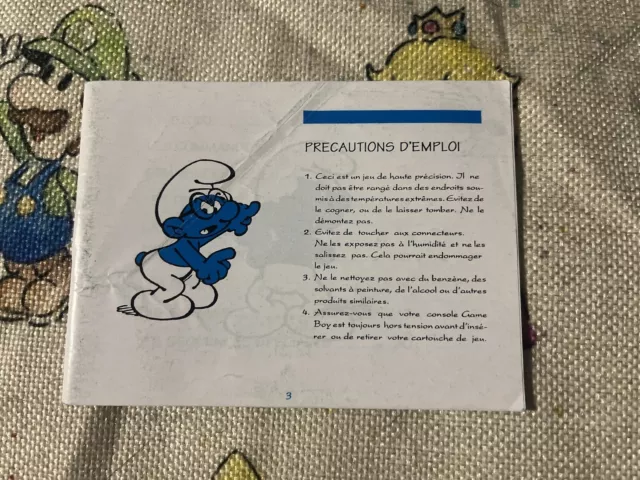 PRECAUTIONS D'EMPLOI
1. Ceci est un jeu de haute précision. Il ne
doit pas être rangé dans des endroits sou-
mis à des températures extrêmes. Evitez de
le cogner, ou de le laisser tomber. Ne le
démontez pas.
2. Evitez de toucher aux connecteurs.
Ne les exposez pas à l'humidité et ne les
salissez pas. Cela pourrait endommager
le jeu.
3. Ne le nettoyez pas avec du benzène, des
solvants à peinture, de l'alcool ou d'autres
produits similaires.
4. Assurez-vous que votre console Game
Boy est toujours hors tension avant d'insé-
rer ou de retirer votre cartouche de jeu.
3